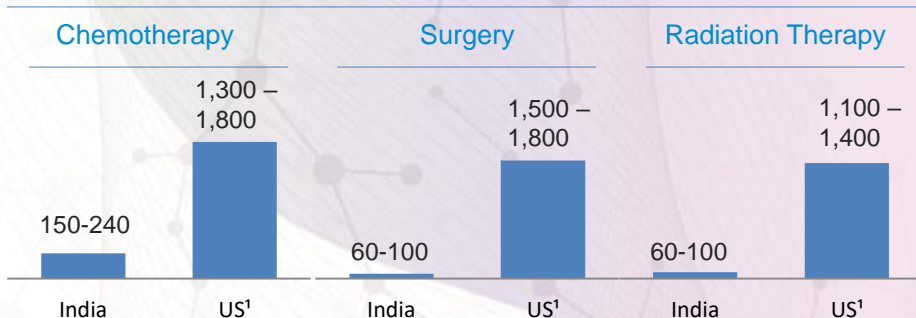 Chemotherapy
Surgery
Radiation Therapy
1,300 –
1,800
150-240
India
US¹
1,500 –
1,800
60-100
India
US¹
1,100 –
1,400
60-100
India
US¹